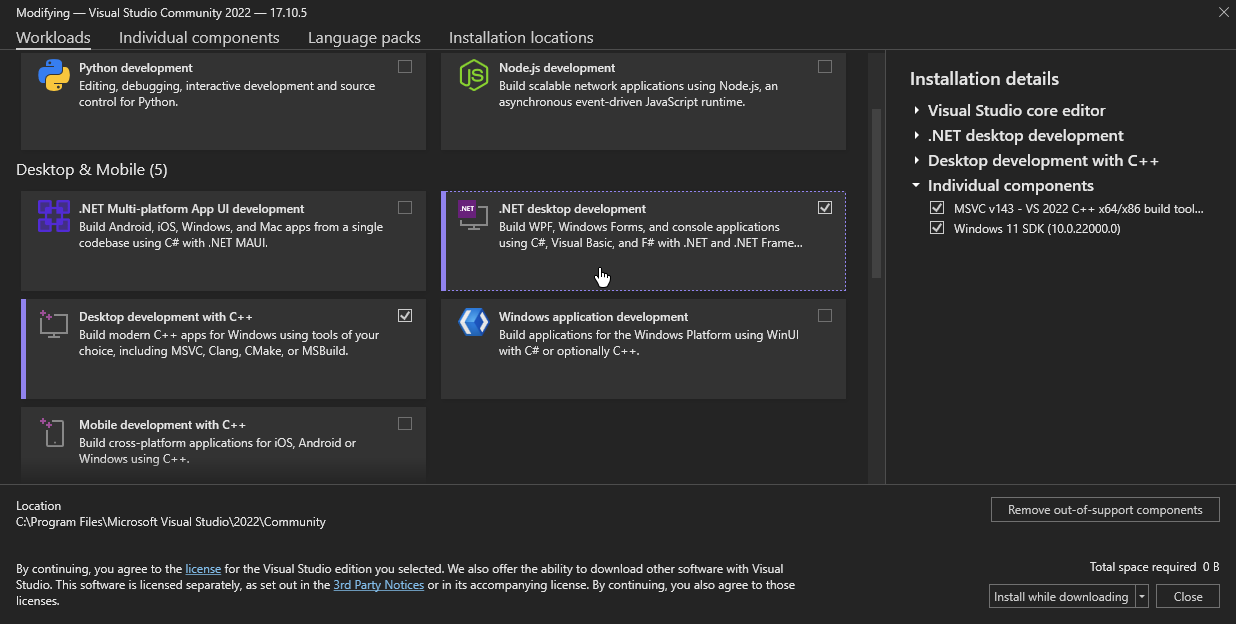 Modifying — Visual Studio Community 2022 — 17.10.5
Workloads Individual components Language packs Installation locations
Python development
Editing, debugging, interactive development and source
control for Python.
Node.js development
Build scalable network applications using Node.js, an
asynchronous event-driven JavaScript runtime.
Desktop & Mobile (5)
.NET Multi-platform App UI development
Build Android, iOS, Windows, and Mac apps from a single
codebase using C# with .NET MAUI.
.NET
.NET desktop development
Build WPF, Windows Forms, and console applications
using C#, Visual Basic, and F# with .NET and .NET Frame...
Desktop development with C++
Build modern C++ apps for Windows using tools of your
choice, including MSVC, Clang, CMake, or MSBuild.
Windows application development
Build applications for the Windows Platform using WinUI
with C# or optionally C++.
Mobile development with C++
Build cross-platform applications for iOS, Android or
Windows using C++.
Installation details
Visual Studio core editor
.NET desktop development
Desktop development with C++
Individual components
MSVC v143 - VS 2022 C++ x64/x86 build tool...
Windows 11 SDK (10.0.22000.0)
Location
C:\Program Files\Microsoft Visual Studio\2022\Community
Remove out-of-support components
By continuing, you agree to the license for the Visual Studio edition you selected. We also offer the ability to download other software with Visual
Studio. This software is licensed separately, as set out in the 3rd Party Notices or in its accompanying license. By continuing, you also agree to those
licenses.
Total space required 0 B
Install while downloading
Close